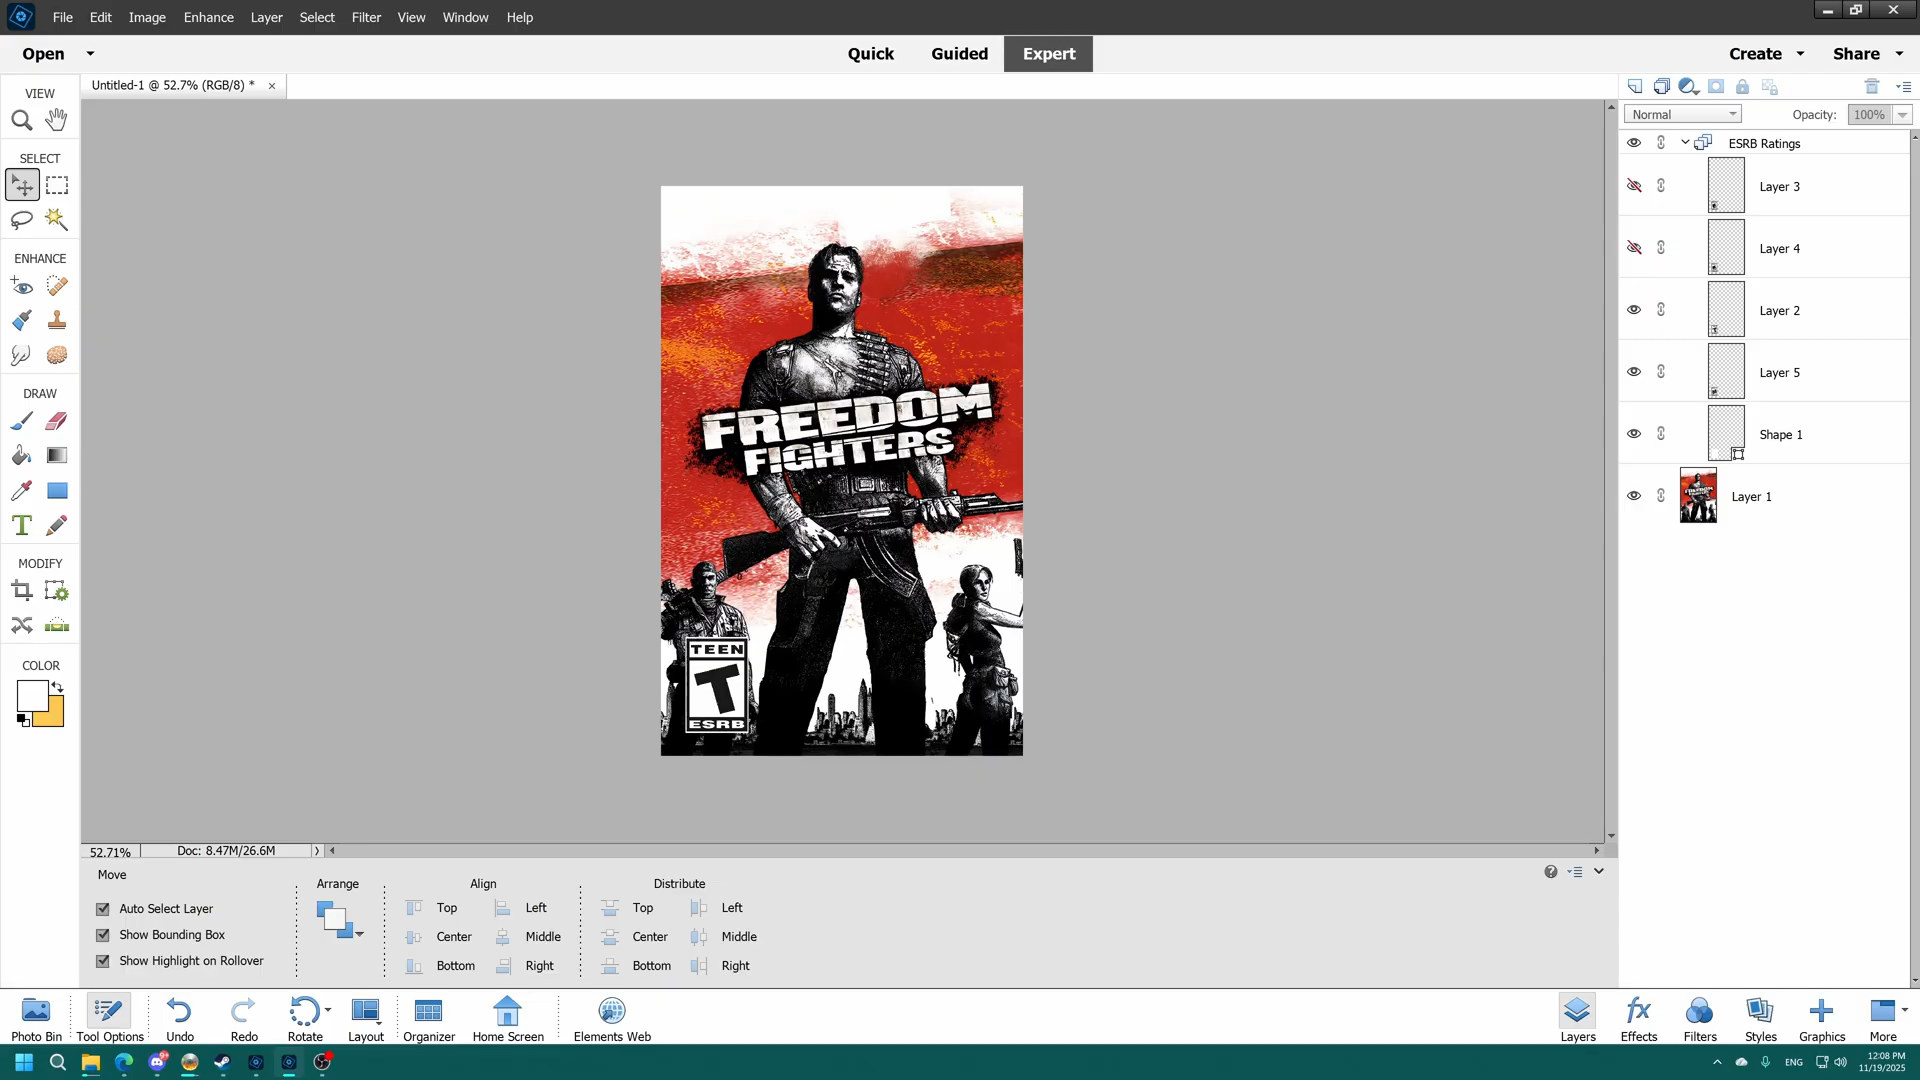 File Edit Image Enhance Layer Select Filter View Window Help
Open Quick Guided Expert Create Share
Untitled-1 @ 52.7% (RGB/8) *
VIEW
SELECT
ENHANCE
DRAW
MODIFY
COLOR
FREEDOM
FIGHTERS
TEEN
T
ESRB
Normal Opacity: 100%
ESRB Ratings
Layer 3
Layer 4
Layer 2
Layer 5
Shape 1
Layer 1
52.71% Doc: 8.47M/26.6M
Move
Auto Select Layer
Show Bounding Box
Show Highlight on Rollover
Arrange
Align
Top Left
Center Middle
Bottom Right
Distribute
Top Left
Center Middle
Bottom Right
Photo Bin Tool Options Undo Redo Rotate Layout Organizer Home Screen Elements Web
fx
Layers Effects Filters Styles Graphics More
ENG
12:08 PM
11/19/2025